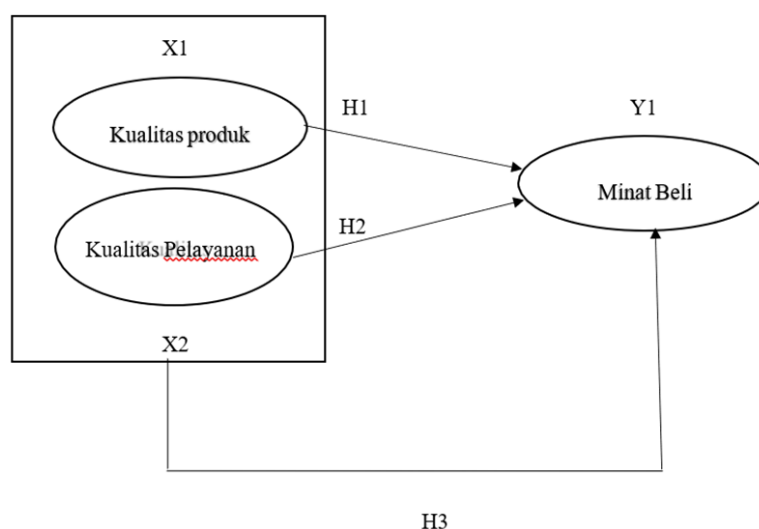 X1
Kualitas produk
H1
Y1
Minat Beli
H2
Kualitas Pelayanan
X2
H3